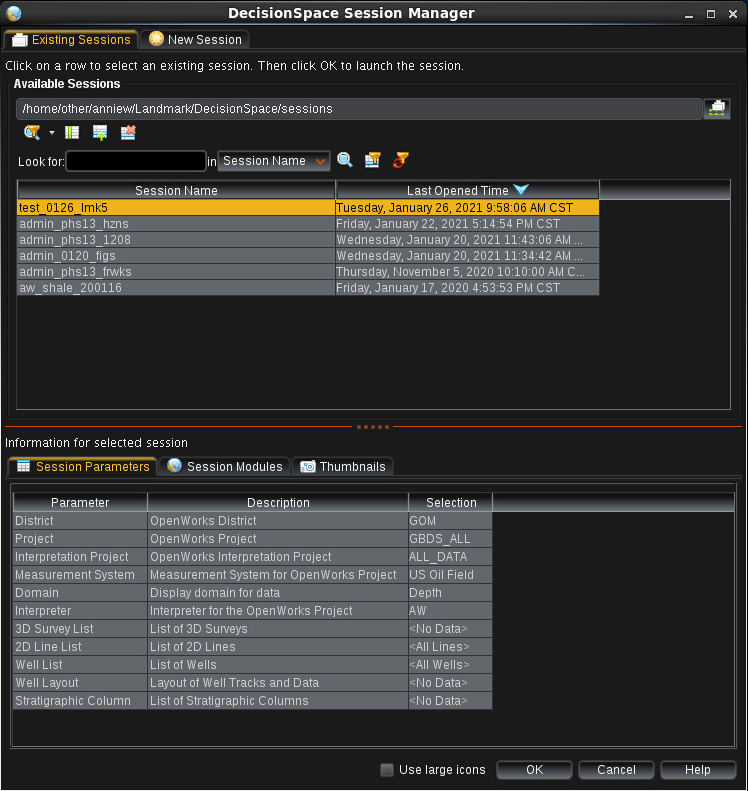 DecisionSpace Session Manager
Existing Sessions New Session
Click on a row to select an existing session. Then click OK to launch the session.
Available Sessions
/home/other/anniew/Landmark/DecisionSpace/sessions
Look for: in Session Name
Session Name Last Opened Time
test_0126_lmk5 Tuesday, January 26, 2021 9:58:06 AM CST
admin_phs13_hzns Friday, January 22, 2021 5:14:54 PM CST
admin_phs13_1208 Wednesday, January 20, 2021 11:43:06 AM ...
admin_0120_figs Wednesday, January 20, 2021 11:34:42 AM ...
admin_phs13_frwks Thursday, November 5, 2020 10:10:00 AM C...
aw_shale_200116 Friday, January 17, 2020 4:53:53 PM CST
Information for selected session
Session Parameters Session Modules Thumbnails
Parameter Description Selection
District OpenWorks District GOM
Project OpenWorks Project GBDS_ALL
Interpretation Project OpenWorks Interpretation Project ALL_DATA
Measurement System Measurement System for OpenWorks Project US Oil Field
Domain Display domain for data Depth
Interpreter Interpreter for the OpenWorks Project AW
3D Survey List List of 3D Surveys <No Data>
2D Line List List of 2D Lines <All Lines>
Well List List of Wells <All Wells>
Well Layout Layout of Well Tracks and Data <No Data>
Stratigraphic Column List of Stratigraphic Columns <No Data>
Use large icons OK Cancel Help